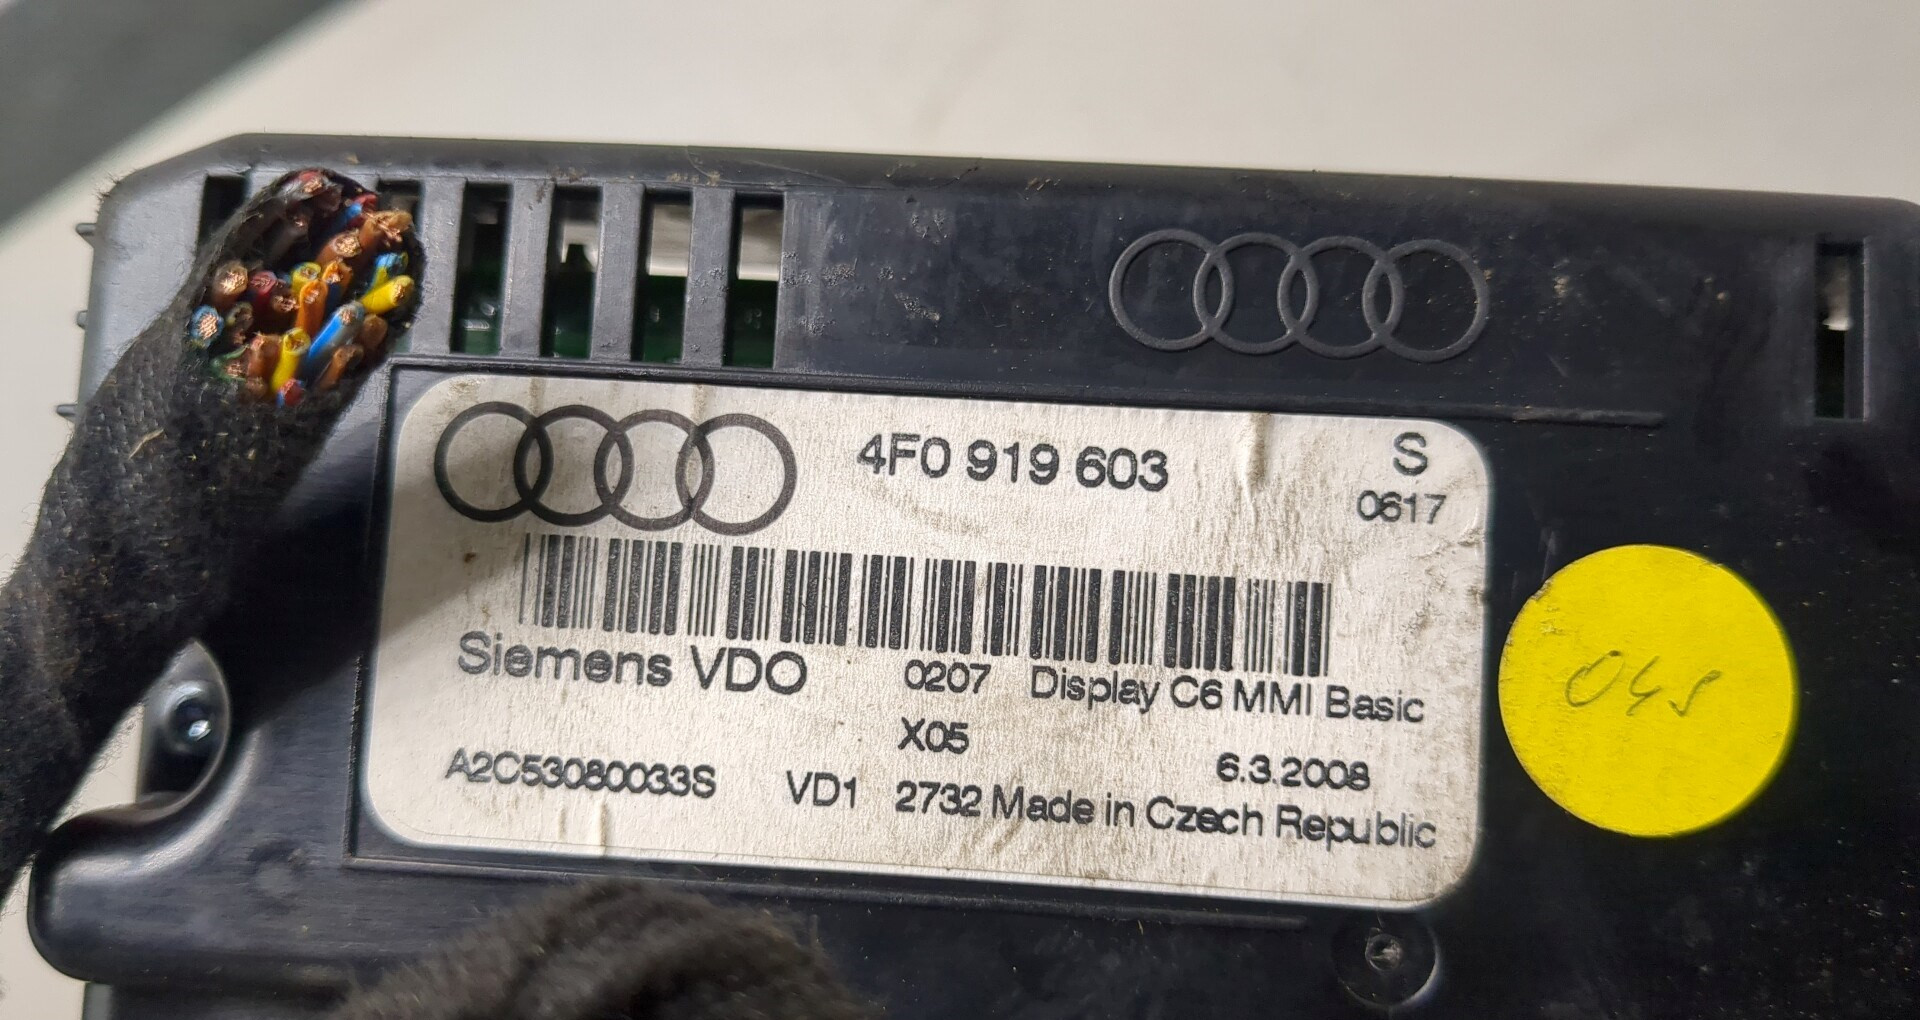 4F0 919 603 S
0617
Siemens VDO 0207 Display C6 MMI Basic
X05 6.3.2008
A2C53080033S VD1 2732 Made in Czech Republic